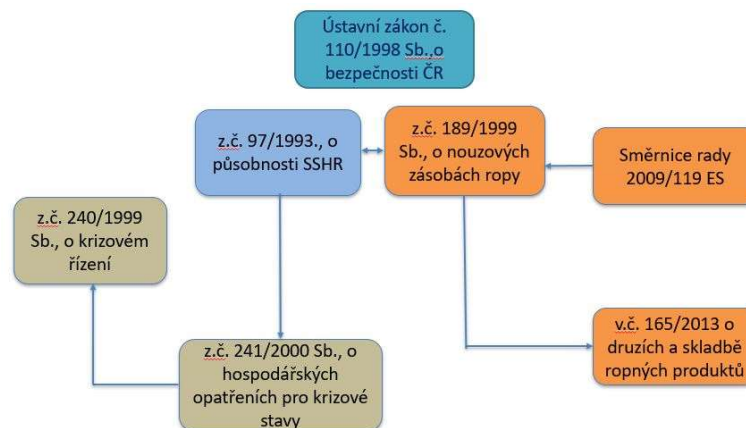 Ústavní zákon č.
110/1998 Sb.,o
bezpečnosti ČR
z.č. 97/1993., o
působnosti SSHR
z.č. 189/1999
Sb., o nouzových
zásobách ropy
Směrnice rady
2009/119 ES
z.č. 240/1999
Sb., o krizovém
řízení
z.č. 241/2000 Sb., o
hospodářských
opatřeních pro krizové
stavy
v.č. 165/2013 o
druzích a skladbě
ropných produktů